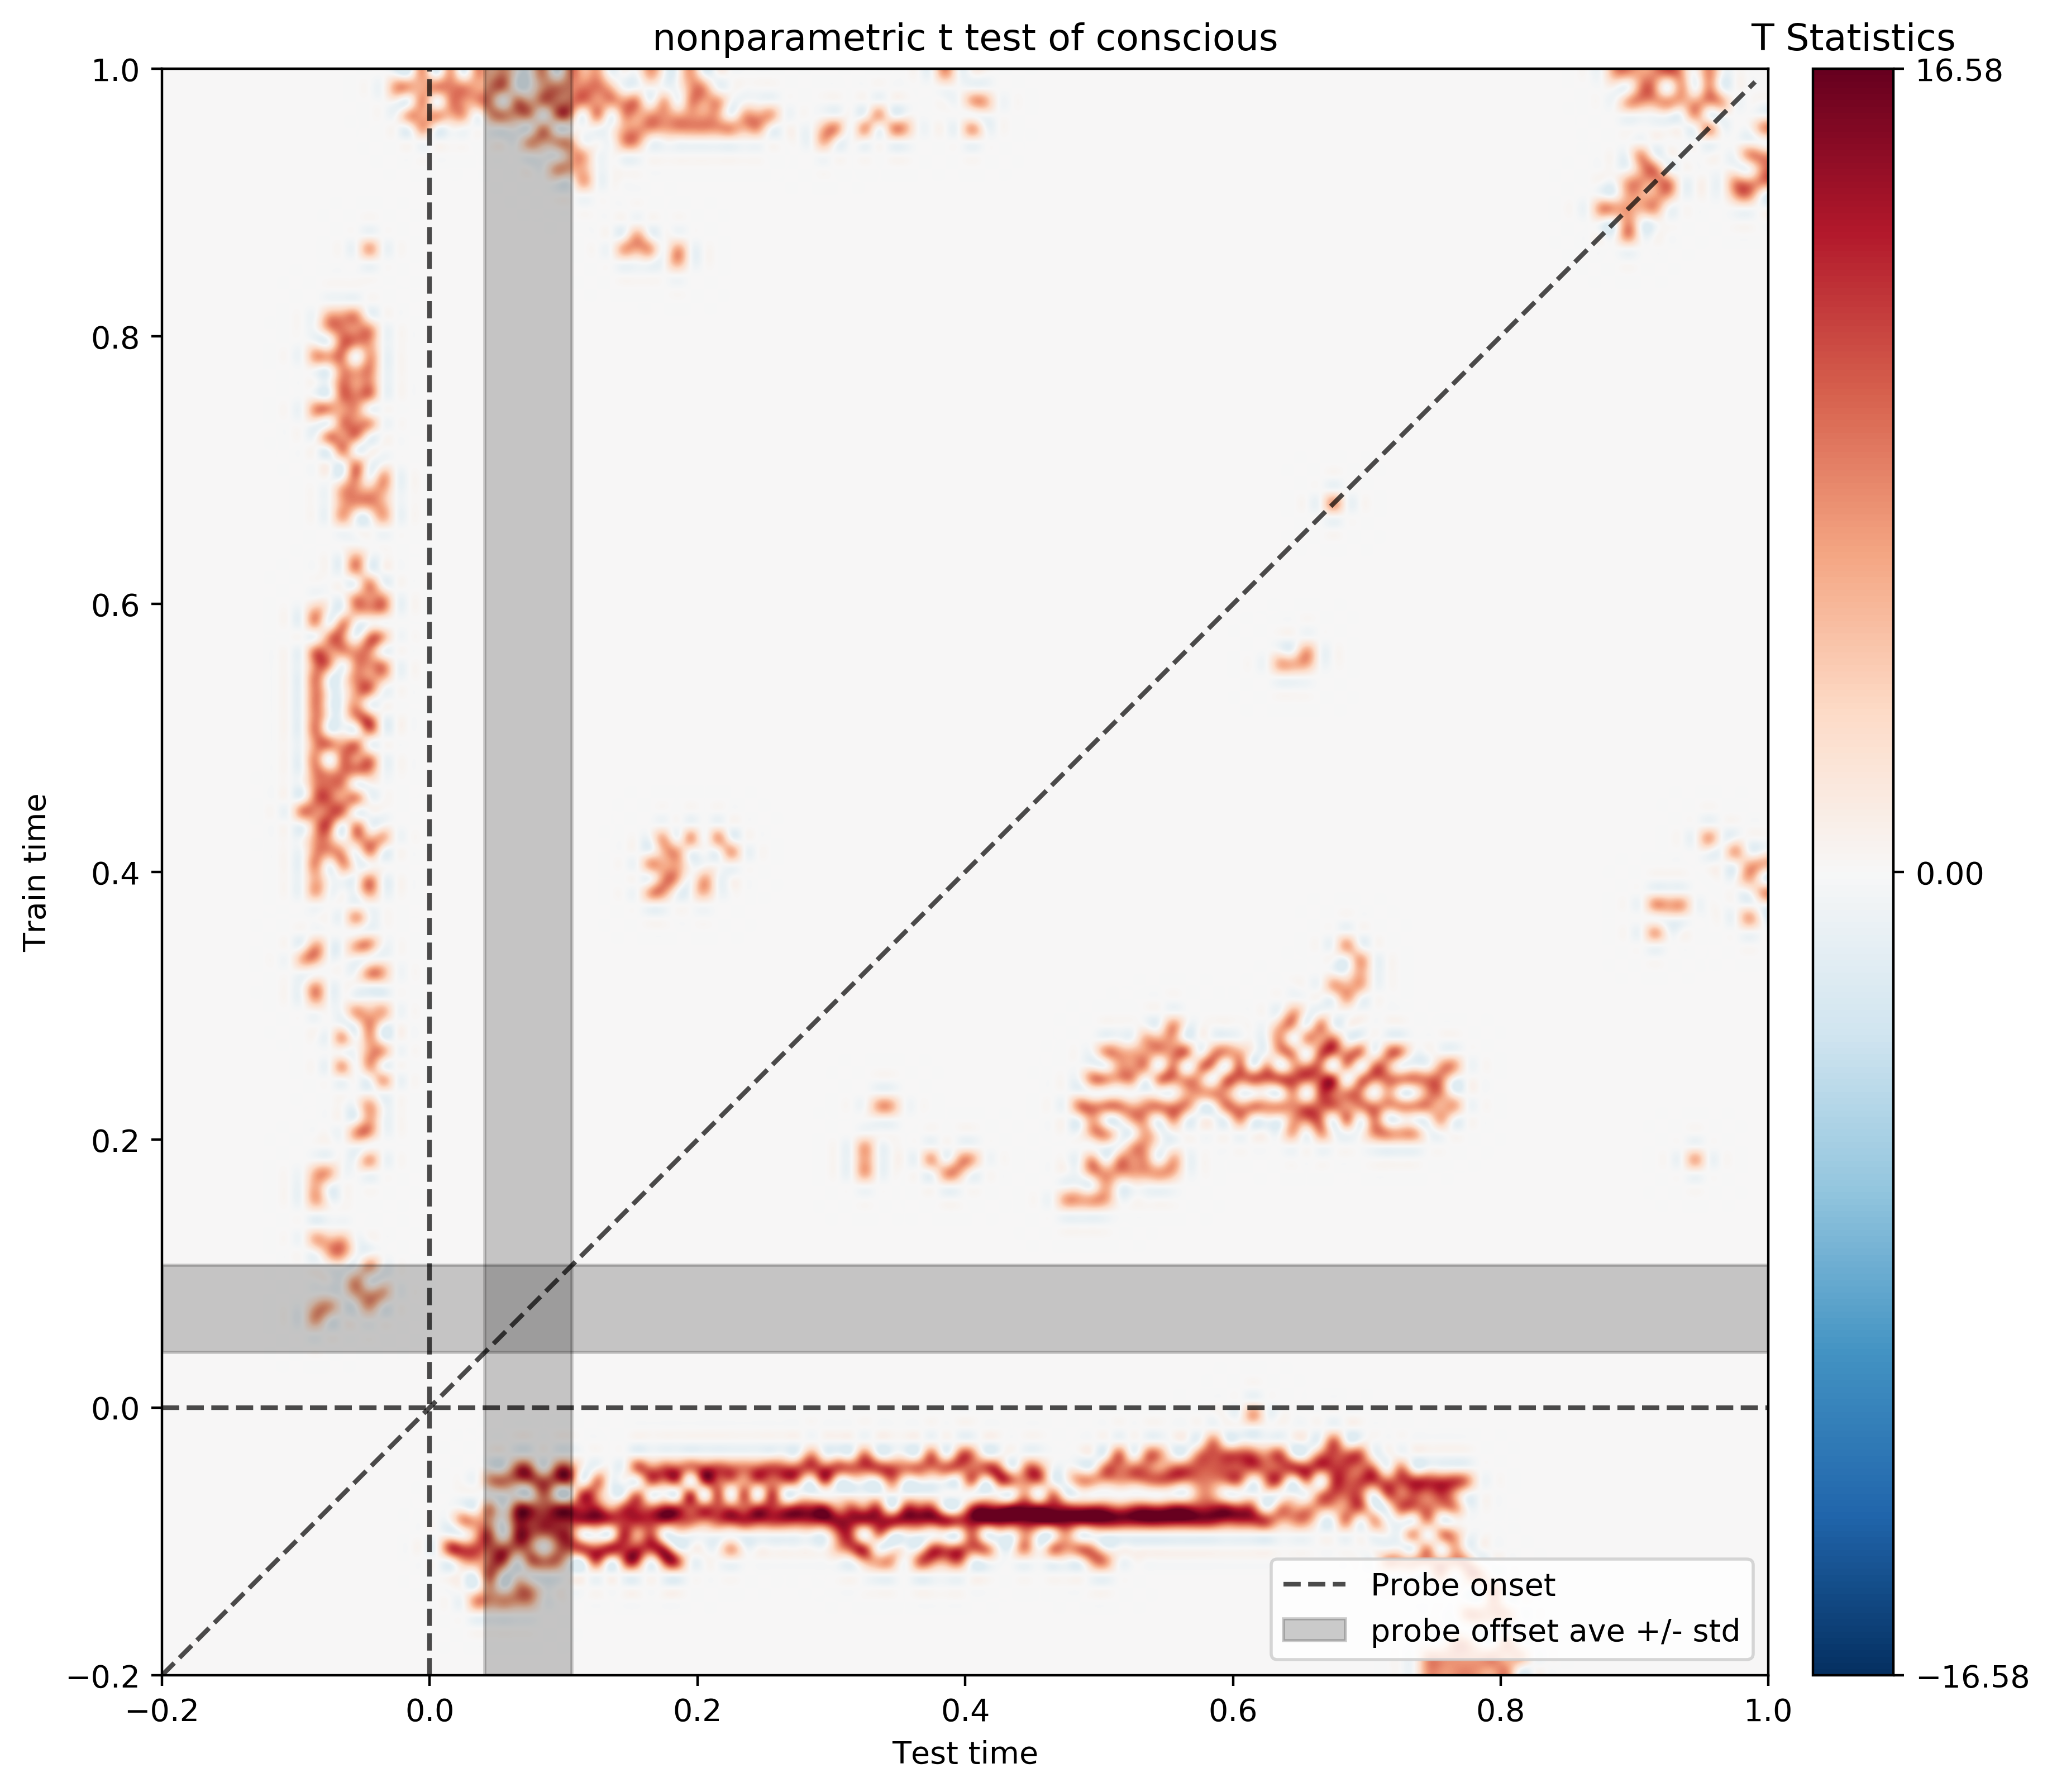 nonparametric t test of conscious
T Statistics
1.0
0.8
0.6
0.4
0.2
0.0
−0.2
Train time
−0.2
0.0
0.2
0.4
0.6
0.8
1.0
Test time
Probe onset
probe offset ave +/- std
16.58
0.00
−16.58